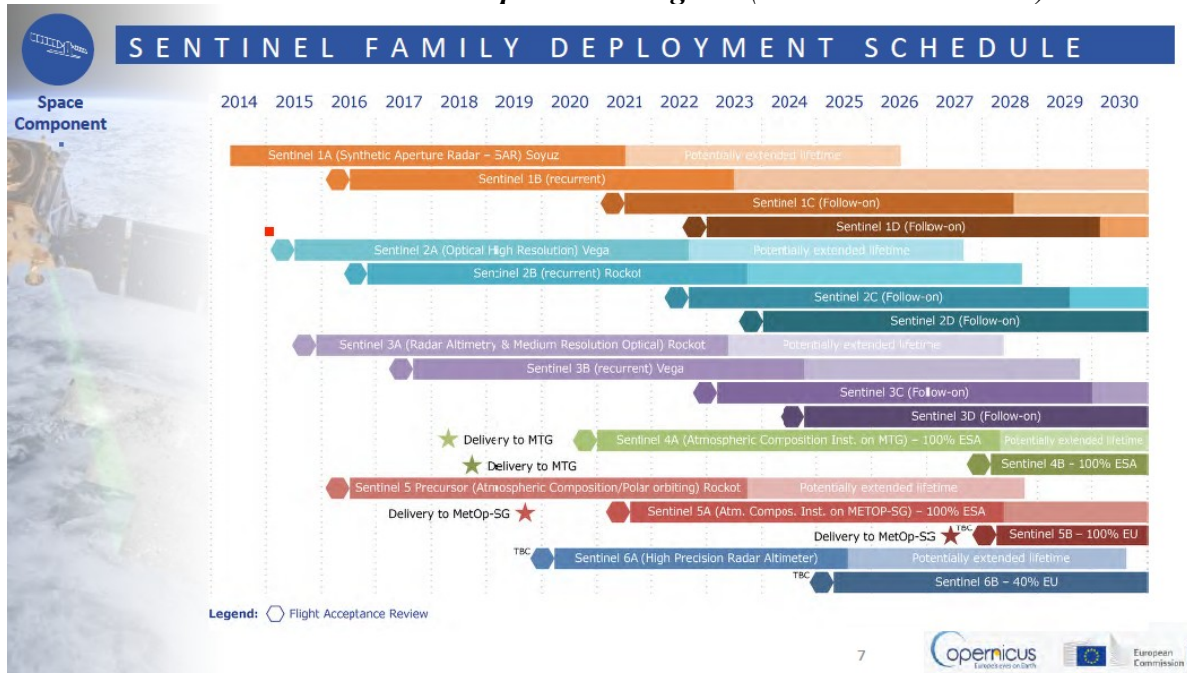 SENTINEL FAMILY DEPLOYMENT SCHEDULE
Space
Component
2014 2015 2016 2017 2018 2019 2020 2021 2022 2023 2024 2025 2026 2027 2028 2029 2030
Sentinel 1A (Synthetic Aperture Radar – SAR) Soyuz Potentially extended lifetime
Sentinel 1B (recurrent)
Sentinel 1C (Follow-on)
Sentinel 1D (Follow-on)
Sentinel 2A (Optical High Resolution) Vega Potentially extended lifetime
Sentinel 2B (recurrent) Rockot
Sentinel 2C (Follow-on)
Sentinel 2D (Follow-on)
Sentinel 3A (Radar Altimetry & Medium Resolution Optical) Rockot Potentially extended lifetime
Sentinel 3B (recurrent) Vega
Sentinel 3C (Follow-on)
Sentinel 3D (Follow-on)
Delivery to MTG Sentinel 4A (Atmospheric Composition Inst. on MTG) – 100% ESA Potentially extended lifetime
Delivery to MTG Sentinel 4B – 100% ESA
Sentinel 5 Precursor (Atmospheric Composition/Polar orbiting) Rockot Potentially extended lifetime
Delivery to MetOp-SG Sentinel 5A (Atm. Compos. Inst. on METOP-SG) – 100% ESA
Delivery to MetOp-SG TBC Sentinel 5B – 100% EU
TBC Sentinel 6A (High Precision Radar Altimeter) Potentially extended lifetime
TBC Sentinel 6B – 40% EU
Legend: Flight Acceptance Review
7
Copernicus
Europe's eyes on Earth
European
Commission